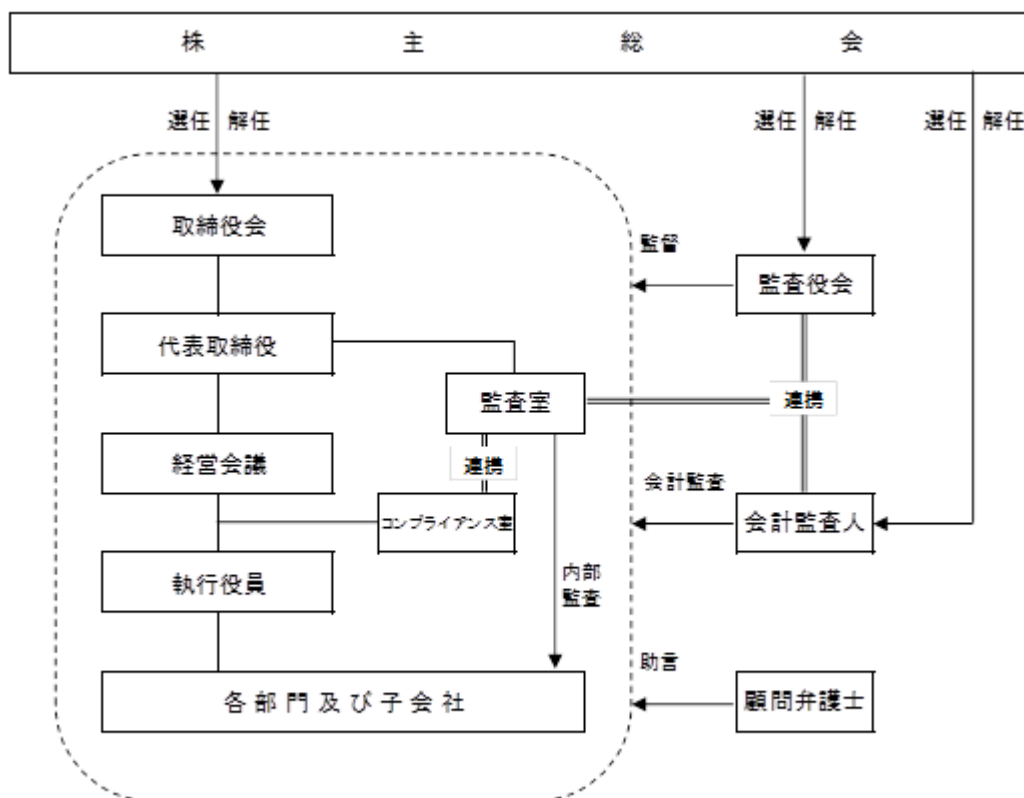 株主総会
選任 解任
選任 解任
選任 解任
取締役会
監督
監査役会
代表取締役
監査室
連携
経営会議
連携
会計監査
コンプライアンス室
会計監査人
執行役員
内部
監査
助言
各部門及び子会社
顧問弁護士